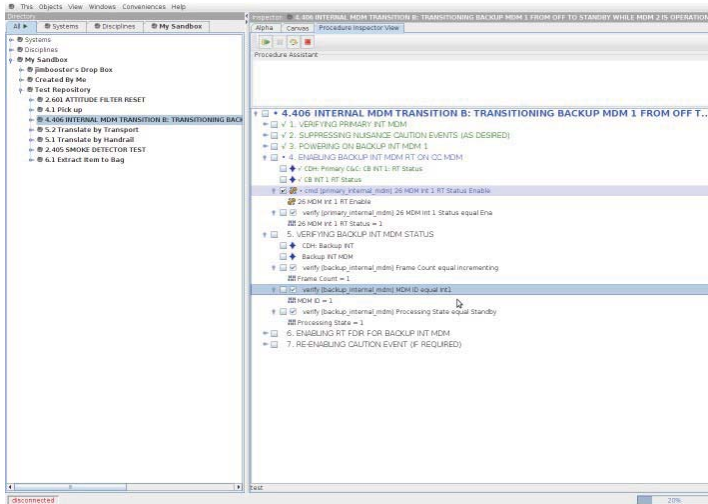 This Objects View Windows Conveniences Help
Directory
Inspector: 4.406 INTERNAL MDM TRANSITION B: TRANSITIONING BACKUP MDM 1 FROM OFF TO STANDBY WHILE MDM 2 IS OPERATION
All Systems Disciplines My Sandbox
Alpha Canvas Procedure Inspector View
Systems
Disciplines
My Sandbox
jimbooster's Drop Box
Created By Me
Test Repository
2.601 ATTITUDE FILTER RESET
4.1 Pick up
4.406 INTERNAL MDM TRANSITION B: TRANSITIONING BACK
5.2 Translate by Transport
5.1 Translate by Handrail
2.405 SMOKE DETECTOR TEST
6.1 Extract Item to Bag
Procedure Assistant
• 4.406 INTERNAL MDM TRANSITION B: TRANSITIONING BACKUP MDM 1 FROM OFF T...
√ 1. VERIFYING PRIMARY INT MDM
√ 2. SUPPRESSING NUISANCE CAUTION EVENTS (AS DESIRED)
√ 3. POWERING ON BACKUP INT MDM 1
• 4. ENABLING BACKUP INT MDM RT ON CC MDM
√ CDH: Primary C&C: CB INT 1: RT Status
√ CB INT 1 RT Status
• cmd [primary_internal_mdm] 26 MDM Int 1 RT Status Enable
26 MDM Int 1 RT Enable
verify [primary_internal_mdm] 26 MDM Int 1 Status equal Ena
26 MDM Int 1 RT Status = 1
5. VERIFYING BACKUP INT MDM STATUS
CDH: Backup INT
Backup INT MDM
verify [backup_internal_mdm] Frame Count equal incrementing
Frame Count = 1
verify [backup_internal_mdm] MDM ID equal Int1
MDM ID = 1
verify [backup_internal_mdm] Processing State equal Standby
Processing State = 1
6. ENABLING RT FDIR FOR BACKUP INT MDM
7. RE-ENABLING CAUTION EVENT (IF REQUIRED)
test
disconnected
20%